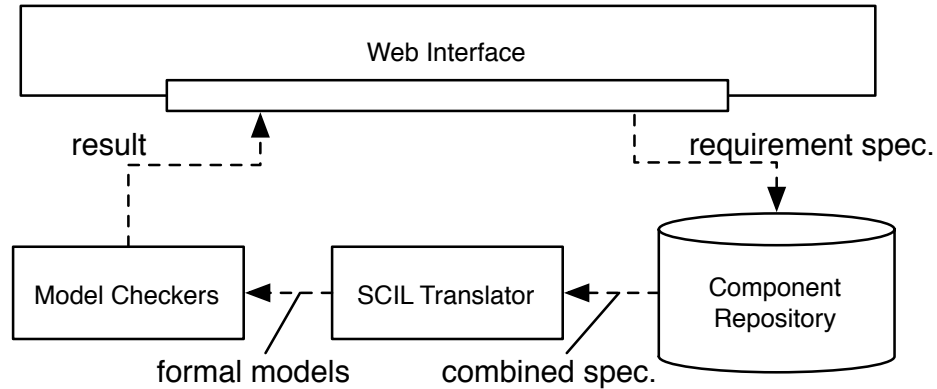 Web Interface
result
requirement spec.
Model Checkers
SCIL Translator
Component
Repository
formal models
combined spec.